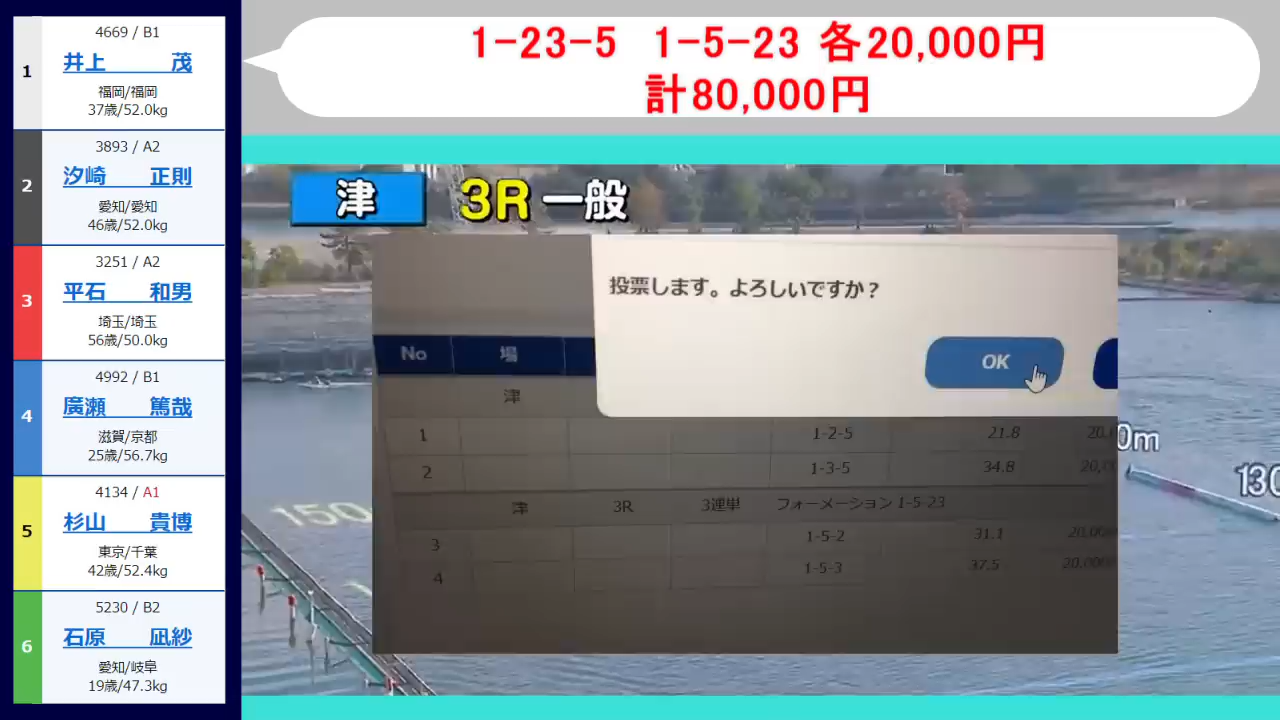 1
4669 / B1
井上 茂
福岡/福岡
37歳/52.0kg
2
3893 / A2
汐崎 正則
愛知/愛知
46歳/52.0kg
3
3251 / A2
平石 和男
埼玉/埼玉
56歳/50.0kg
4
4992 / B1
廣瀬 篤哉
滋賀/京都
25歳/56.7kg
5
4134 / A1
杉山 貴博
東京/千葉
42歳/52.4kg
6
5230 / B2
石原 凪紗
愛知/岐阜
19歳/47.3kg
1-23-5 1-5-23 各20,000円
計80,000円
津 3R 一般
投票します。よろしいですか？
OK
No 場
津
1 1-2-5 21.8
2 1-3-5 34.8
津 3R 3連単 フォーメーション 1-5-23
3 1-5-2 31.1
4 1-5-3 37.5
150
130